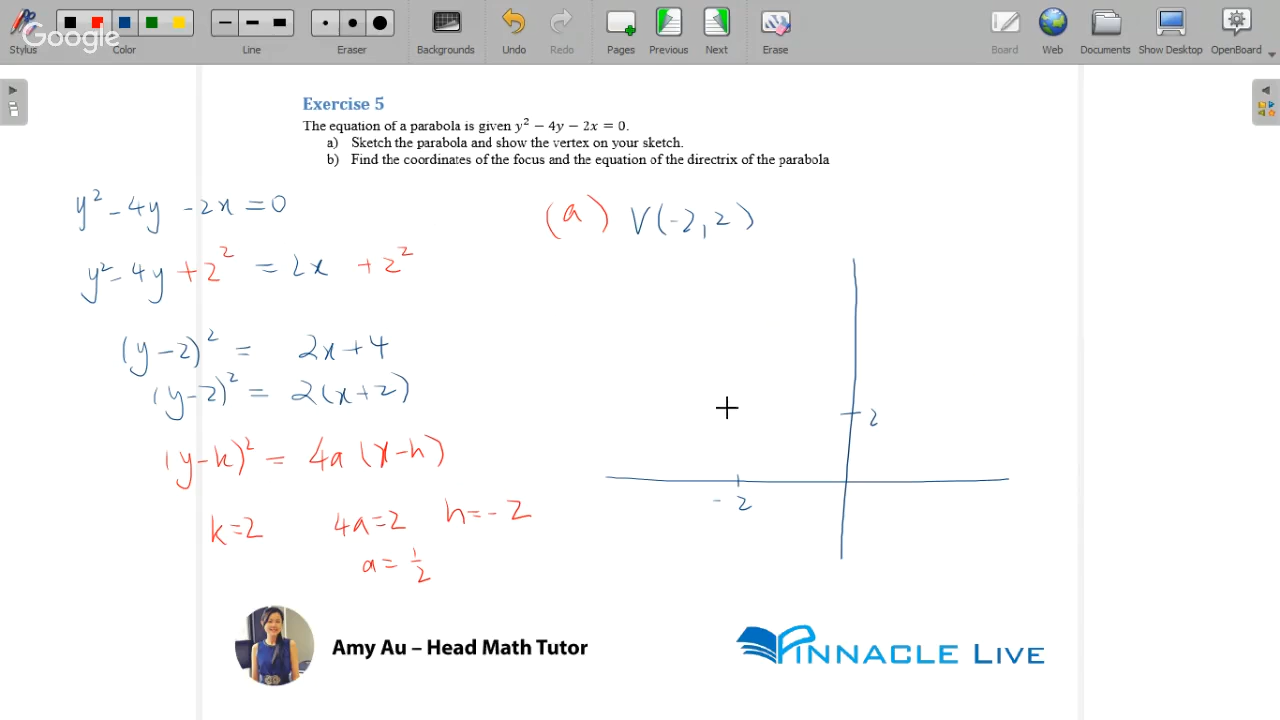 Stylus Color Line Eraser Backgrounds Undo Redo Pages Previous Next Erase Board Web Documents Show Desktop OpenBoard
Google
Exercise 5
The equation of a parabola is given y² − 4y − 2x = 0.
a) Sketch the parabola and show the vertex on your sketch.
b) Find the coordinates of the focus and the equation of the directrix of the parabola
y² - 4y - 2x = 0
y² - 4y + 2² = 2x + 2²
(y-2)² = 2x+4
(y-2)² = 2(x+2)
(y-k)² = 4a (x-h)
k=2 4a=2 h=-2
a= 1/2
(a) V(-2,2)
2
-2
Amy Au – Head Math Tutor
PINNACLE LIVE